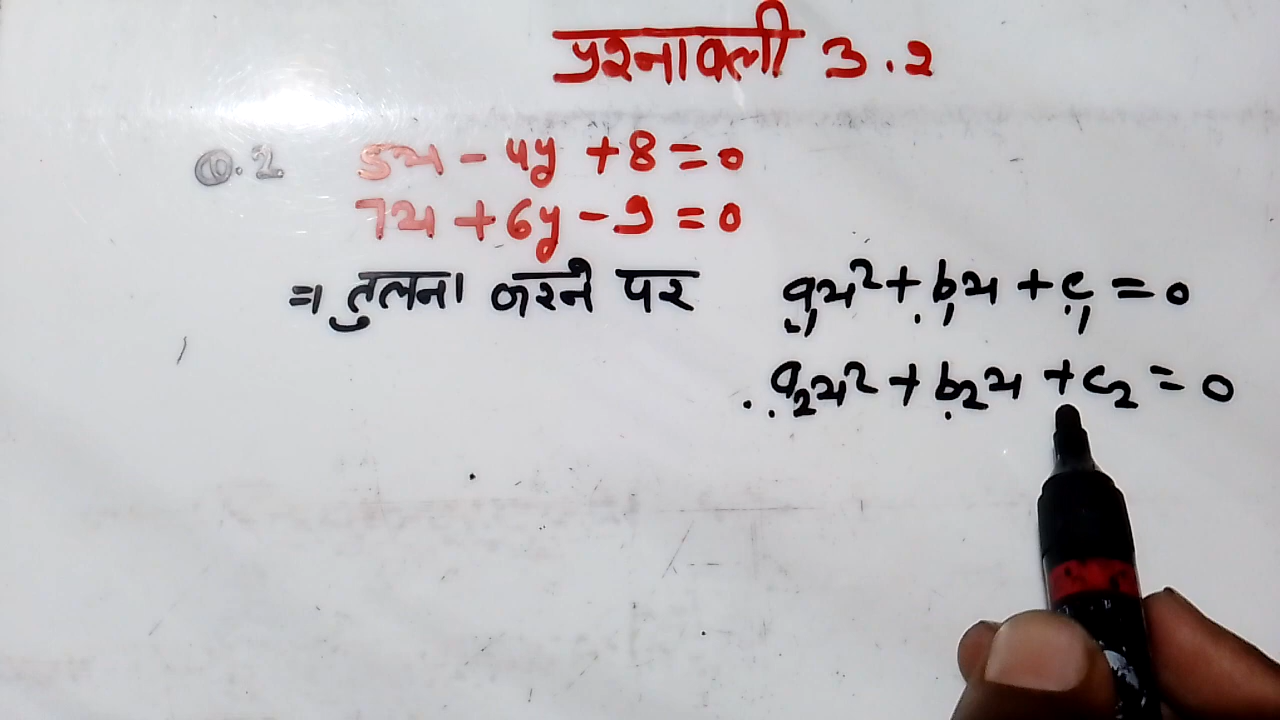 प्रश्नावली 3.2
Q.2 5x - 4y + 8 = 0
7x + 6y - 9 = 0
⇒ तुलना करने पर a₁x² + b₁x + c₁ = 0
a₂x² + b₂x + c₂ = 0